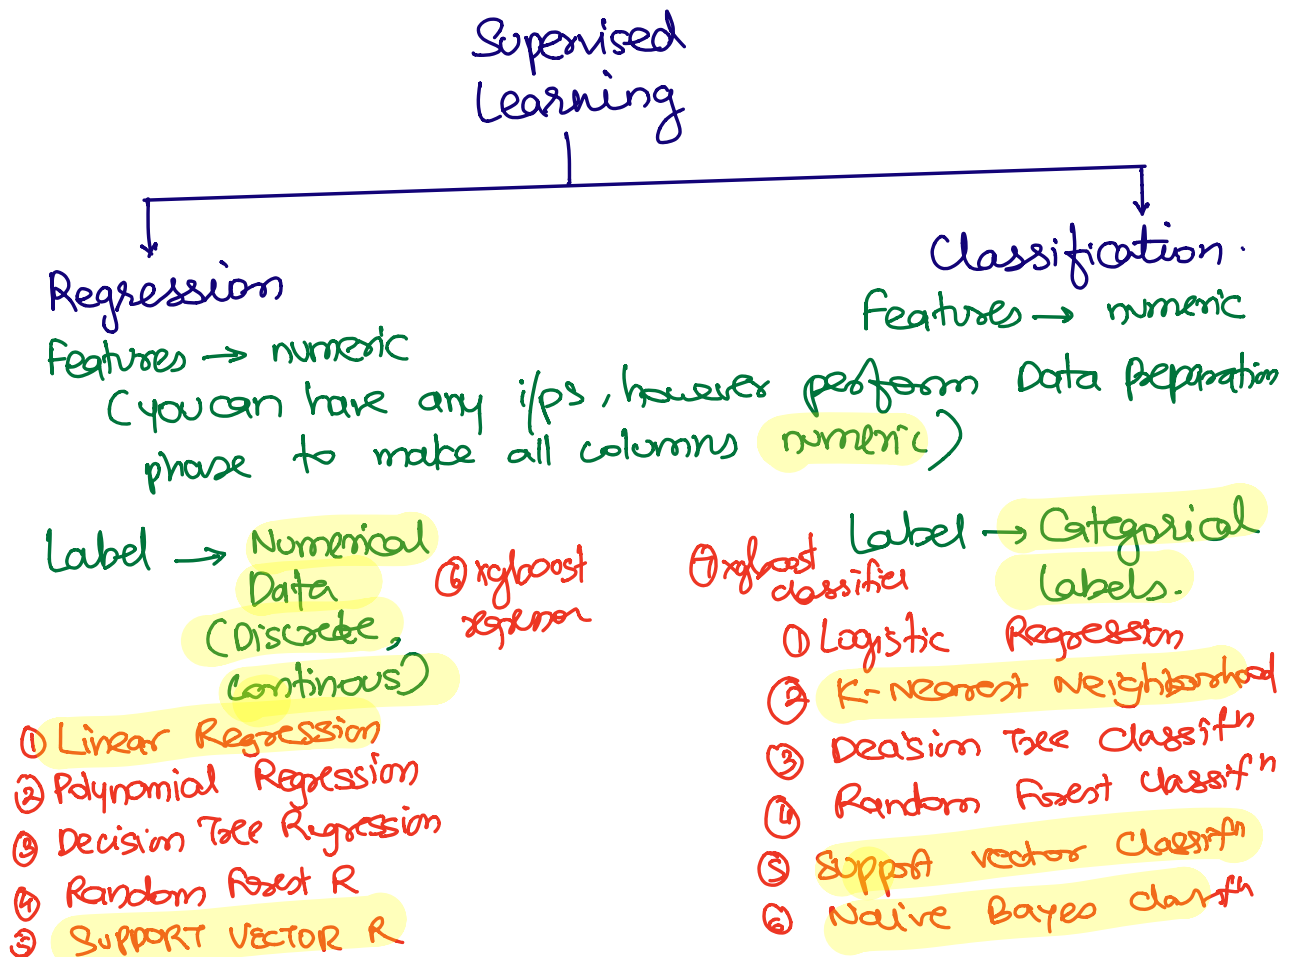 Supervised
Learning
Regression
Features → numeric
Classification.
Features → numeric
(you can have any i/ps, however perform Data Preparation
phase to make all columns numeric)
Label → Numerical
Data
(Discrete,
continous)
⑥ xgboost
regressor
① Linear Regression
② Polynomial Regression
③ Decision Tree Regression
④ Random Forest R
⑤ SUPPORT VECTOR R
Label → Categorical
Labels.
⑦ xgboost
classifier
① Logistic Regression
② K-Nearest Neighborhood
③ Decision Tree Classifⁿ
④ Random Forest Classifⁿ
⑤ Support vector Classifⁿ
⑥ Naive Bayes Classfⁿ